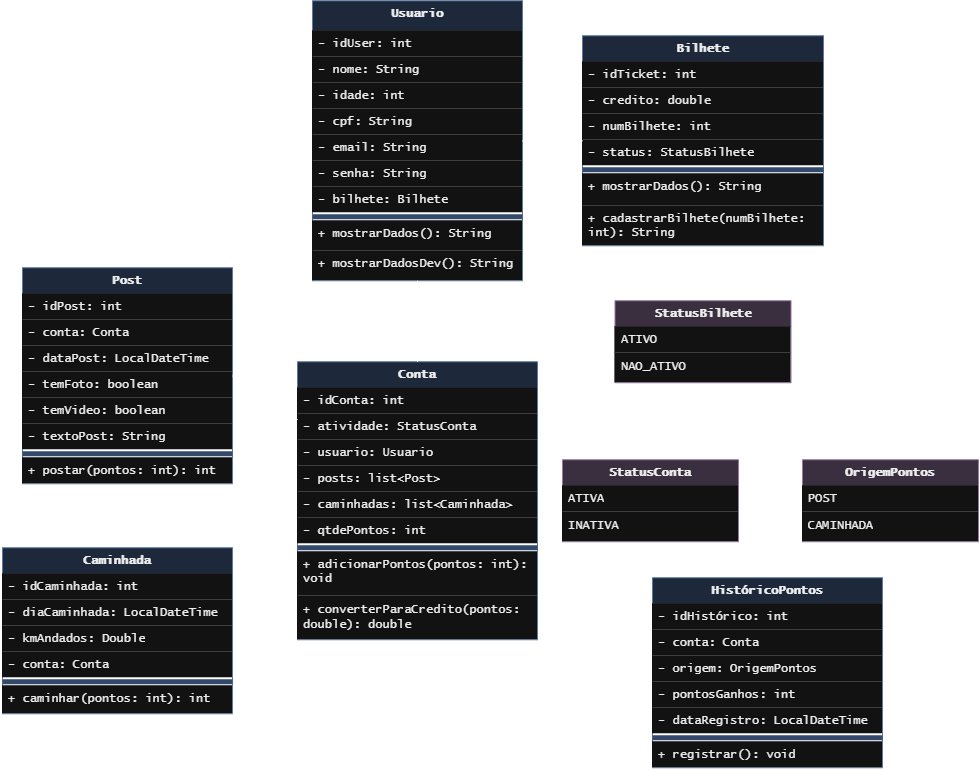 Usuario
- idUser: int
- nome: String
- idade: int
- cpf: String
- email: String
- senha: String
- bilhete: Bilhete
+ mostrarDados(): String
+ mostrarDadosDev(): String
Bilhete
- idTicket: int
- credito: double
- numBilhete: int
- status: StatusBilhete
+ mostrarDados(): String
+ cadastrarBilhete(numBilhete:
int): String
Post
- idPost: int
- conta: Conta
- dataPost: LocalDateTime
- temFoto: boolean
- temVideo: boolean
- textoPost: String
+ postar(pontos: int): int
StatusBilhete
ATIVO
NAO_ATIVO
Conta
- idConta: int
- atividade: StatusConta
- usuario: Usuario
- posts: list<Post>
- caminhadas: list<Caminhada>
- qtdePontos: int
+ adicionarPontos(pontos: int):
void
+ converterParaCredito(pontos:
double): double
StatusConta
ATIVA
INATIVA
OrigemPontos
POST
CAMINHADA
Caminhada
- idCaminhada: int
- diaCaminhada: LocalDateTime
- kmAndados: Double
- conta: Conta
+ caminhar(pontos: int): int
HistóricoPontos
- idHistórico: int
- conta: Conta
- origem: OrigemPontos
- pontosGanhos: int
- dataRegistro: LocalDateTime
+ registrar(): void